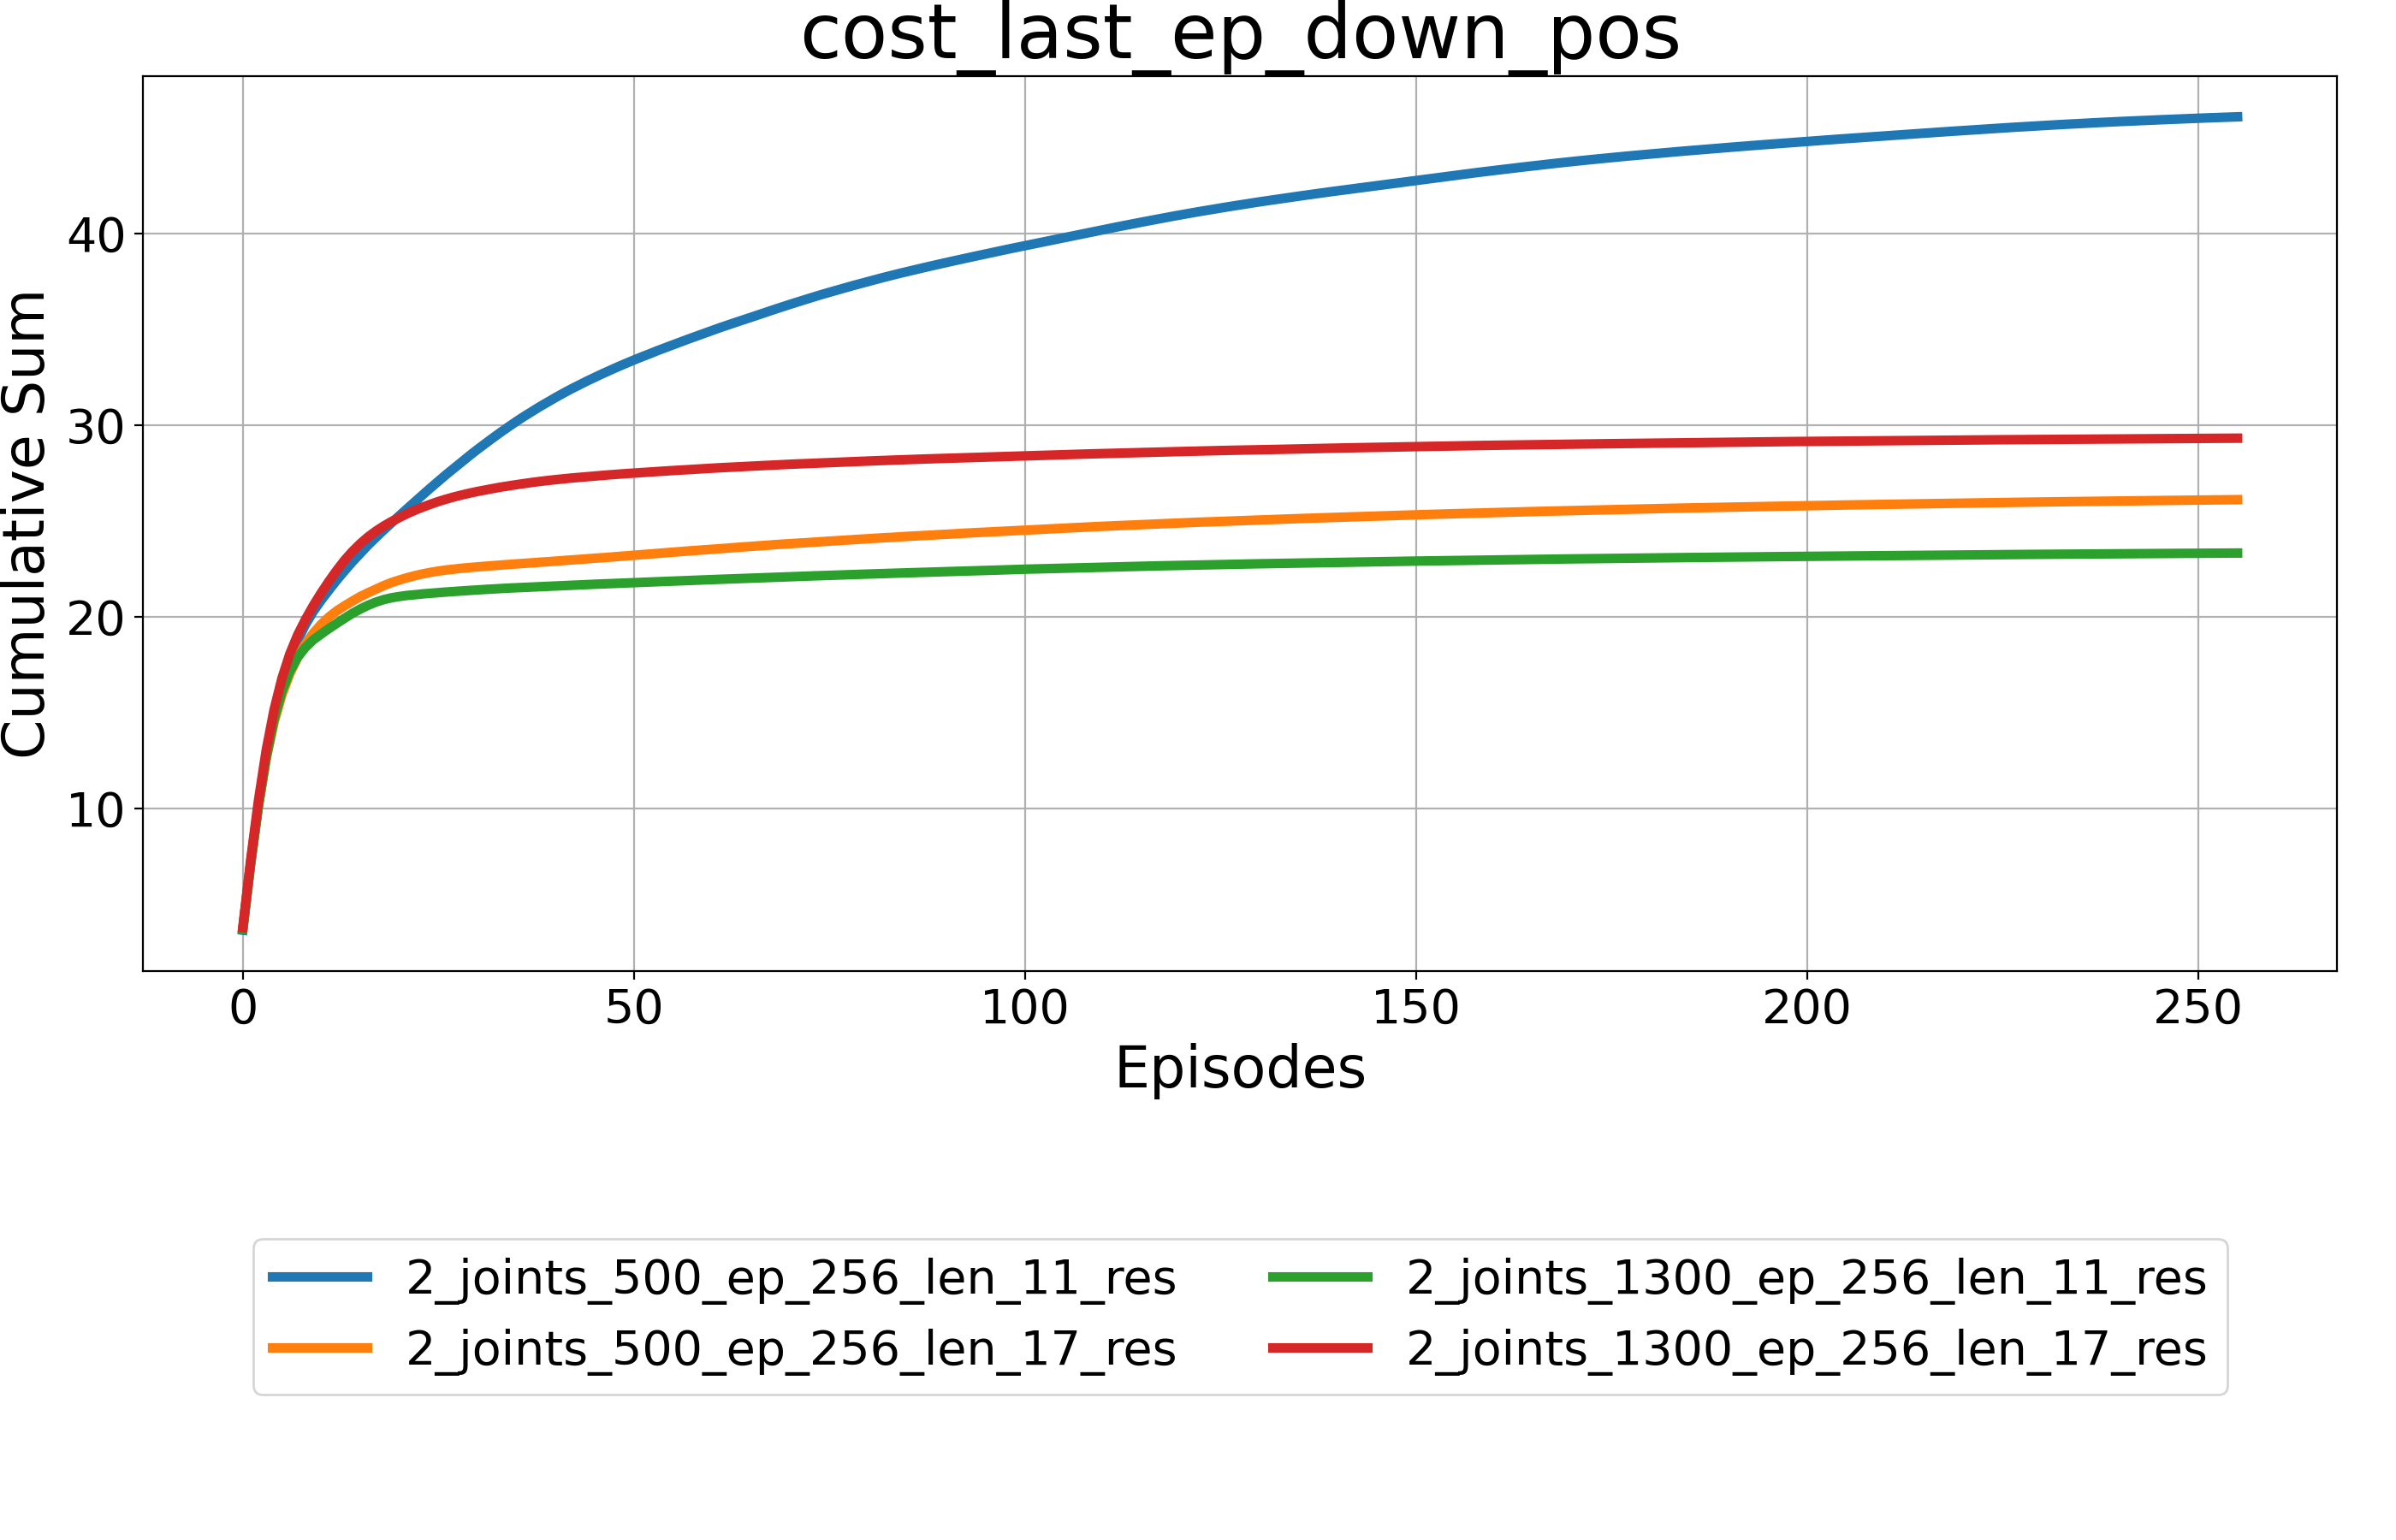 cost_last_ep_down_pos
Cumulative Sum
40
30
20
10
0
50
100
150
200
250
Episodes
2_joints_500_ep_256_len_11_res
2_joints_500_ep_256_len_17_res
2_joints_1300_ep_256_len_11_res
2_joints_1300_ep_256_len_17_res